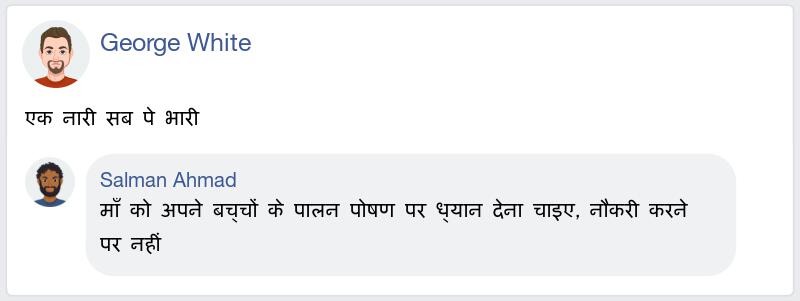 George White
एक नारी सब पे भारी
Salman Ahmad
माँ को अपने बच्चों के पालन पोषण पर ध्यान देना चाइए, नौकरी करने
पर नहीं